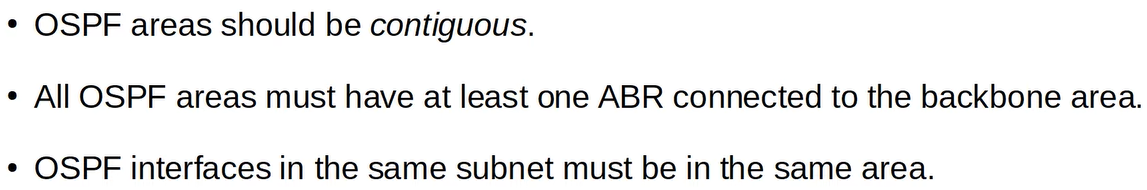 • OSPF areas should be contiguous.
• All OSPF areas must have at least one ABR connected to the backbone area.
• OSPF interfaces in the same subnet must be in the same area.